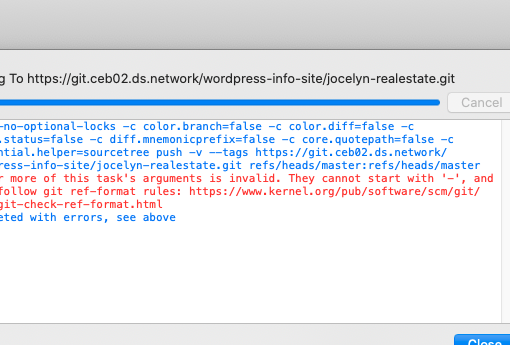 g To https://git.ceb02.ds.network/wordpress-info-site/jocelyn-realestate.git
Cancel
-no-optional-locks -c color.branch=false -c color.diff=false -c
.status=false -c diff.mnemonicprefix=false -c core.quotepath=false -c
ntial.helper=sourcetree push -v --tags https://git.ceb02.ds.network/
ress-info-site/jocelyn-realestate.git refs/heads/master:refs/heads/master
r more of this task's arguments is invalid. They cannot start with '-', and
follow git ref-format rules: https://www.kernel.org/pub/software/scm/git/
git-check-ref-format.html
eted with errors, see above
Close